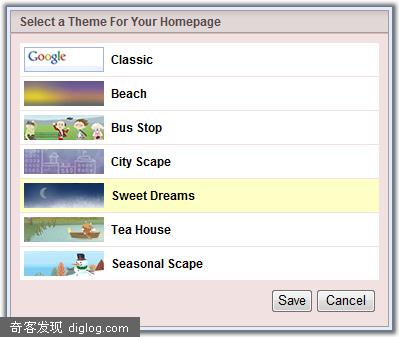 Select a Theme For Your Homepage
Google
Classic
Beach
Bus Stop
City Scape
Sweet Dreams
Tea House
Seasonal Scape
Save Cancel
奇客发现 diglog.com